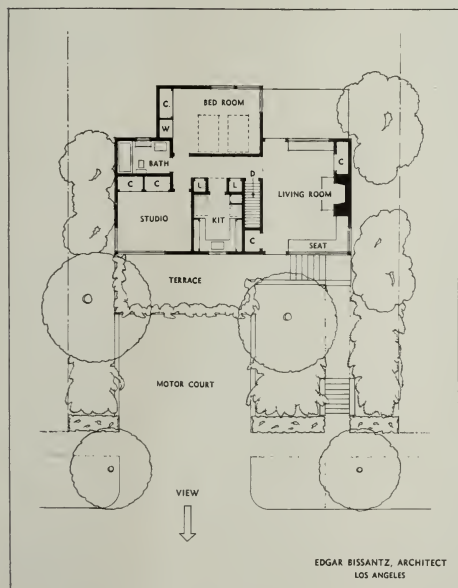 C.
BED ROOM
W
BATH
C
C
L
L
D
C
LIVING ROOM
STUDIO
KIT
C
SEAT
TERRACE
MOTOR COURT
VIEW
EDGAR BISSANTZ, ARCHITECT
LOS ANGELES